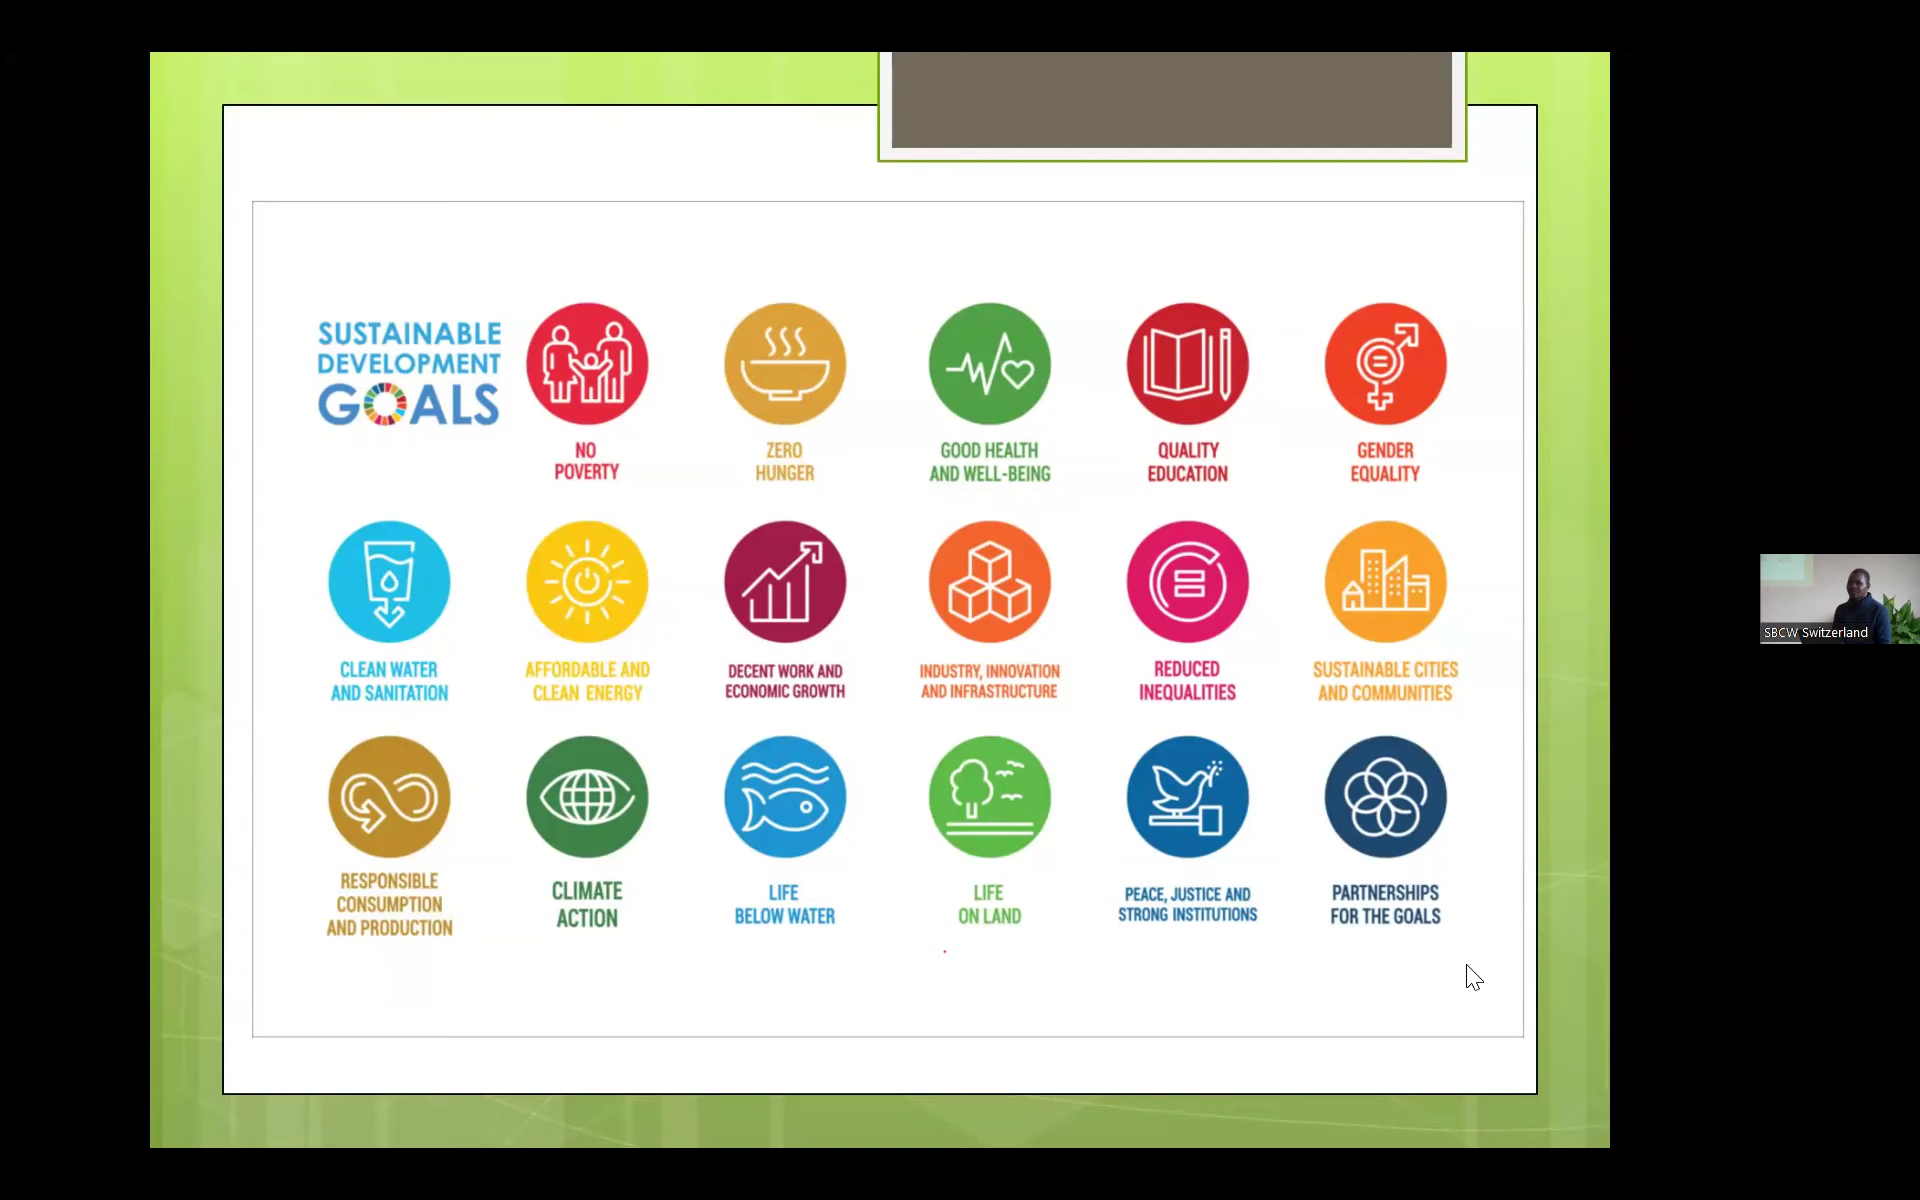 SUSTAINABLE
DEVELOPMENT
GOALS
NO
POVERTY
ZERO
HUNGER
GOOD HEALTH
AND WELL-BEING
QUALITY
EDUCATION
GENDER
EQUALITY
CLEAN WATER
AND SANITATION
AFFORDABLE AND
CLEAN ENERGY
DECENT WORK AND
ECONOMIC GROWTH
INDUSTRY, INNOVATION
AND INFRASTRUCTURE
REDUCED
INEQUALITIES
SUSTAINABLE CITIES
AND COMMUNITIES
SBCW Switzerland
RESPONSIBLE
CONSUMPTION
AND PRODUCTION
CLIMATE
ACTION
LIFE
BELOW WATER
LIFE
ON LAND
PEACE, JUSTICE AND
STRONG INSTITUTIONS
PARTNERSHIPS
FOR THE GOALS